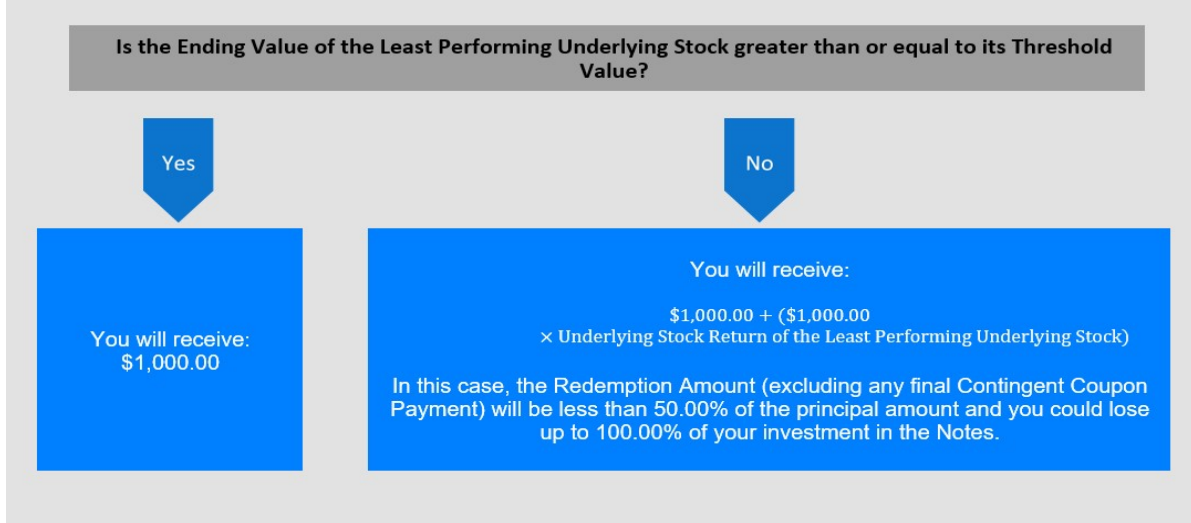 Is the Ending Value of the Least Performing Underlying Stock greater than or equal to its Threshold
Value?
Yes
No
You will receive:
$1,000.00
You will receive:
$1,000.00 + ($1,000.00
× Underlying Stock Return of the Least Performing Underlying Stock)
In this case, the Redemption Amount (excluding any final Contingent Coupon
Payment) will be less than 50.00% of the principal amount and you could lose
up to 100.00% of your investment in the Notes.